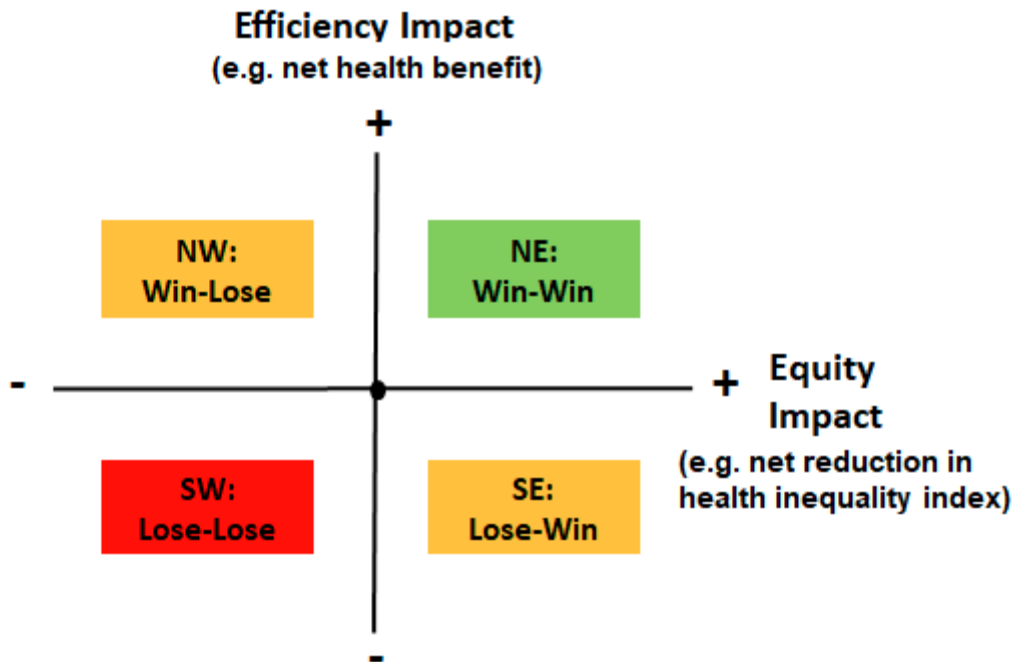 Efficiency Impact
(e.g. net health benefit)
+
NW:
Win-Lose
NE:
Win-Win
-
+
Equity
Impact
(e.g. net reduction in
health inequality index)
SW:
Lose-Lose
SE:
Lose-Win
-